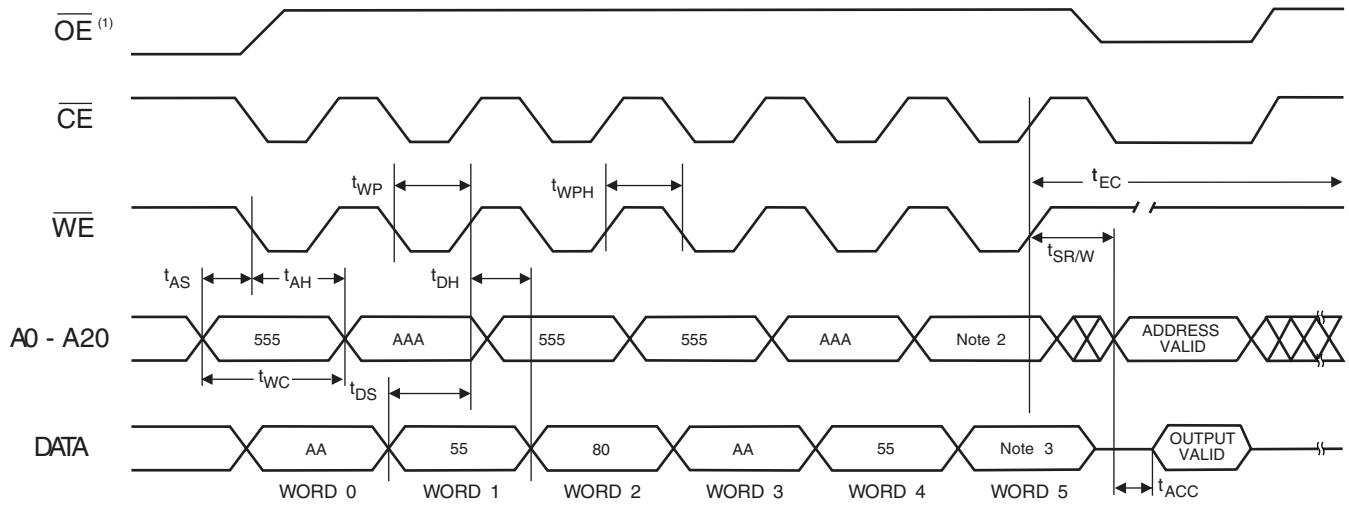 OE (1)
CE
tWP
tWPH
tEC
WE
tSR/W
tAS
tAH
tDH
A0 - A20
555
AAA
555
555
AAA
Note 2
ADDRESS
VALID
tWC
tDS
DATA
AA
55
80
AA
55
Note 3
OUTPUT
VALID
WORD 0
WORD 1
WORD 2
WORD 3
WORD 4
WORD 5
tACC